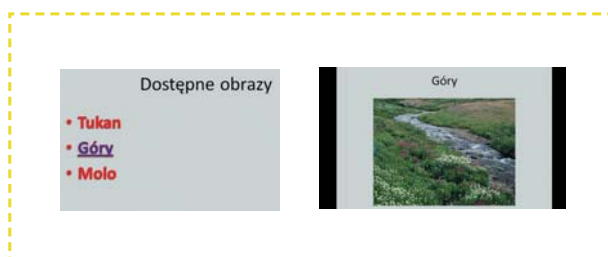 Dostępne obrazy
• Tukan
• Góry
• Molo
Góry